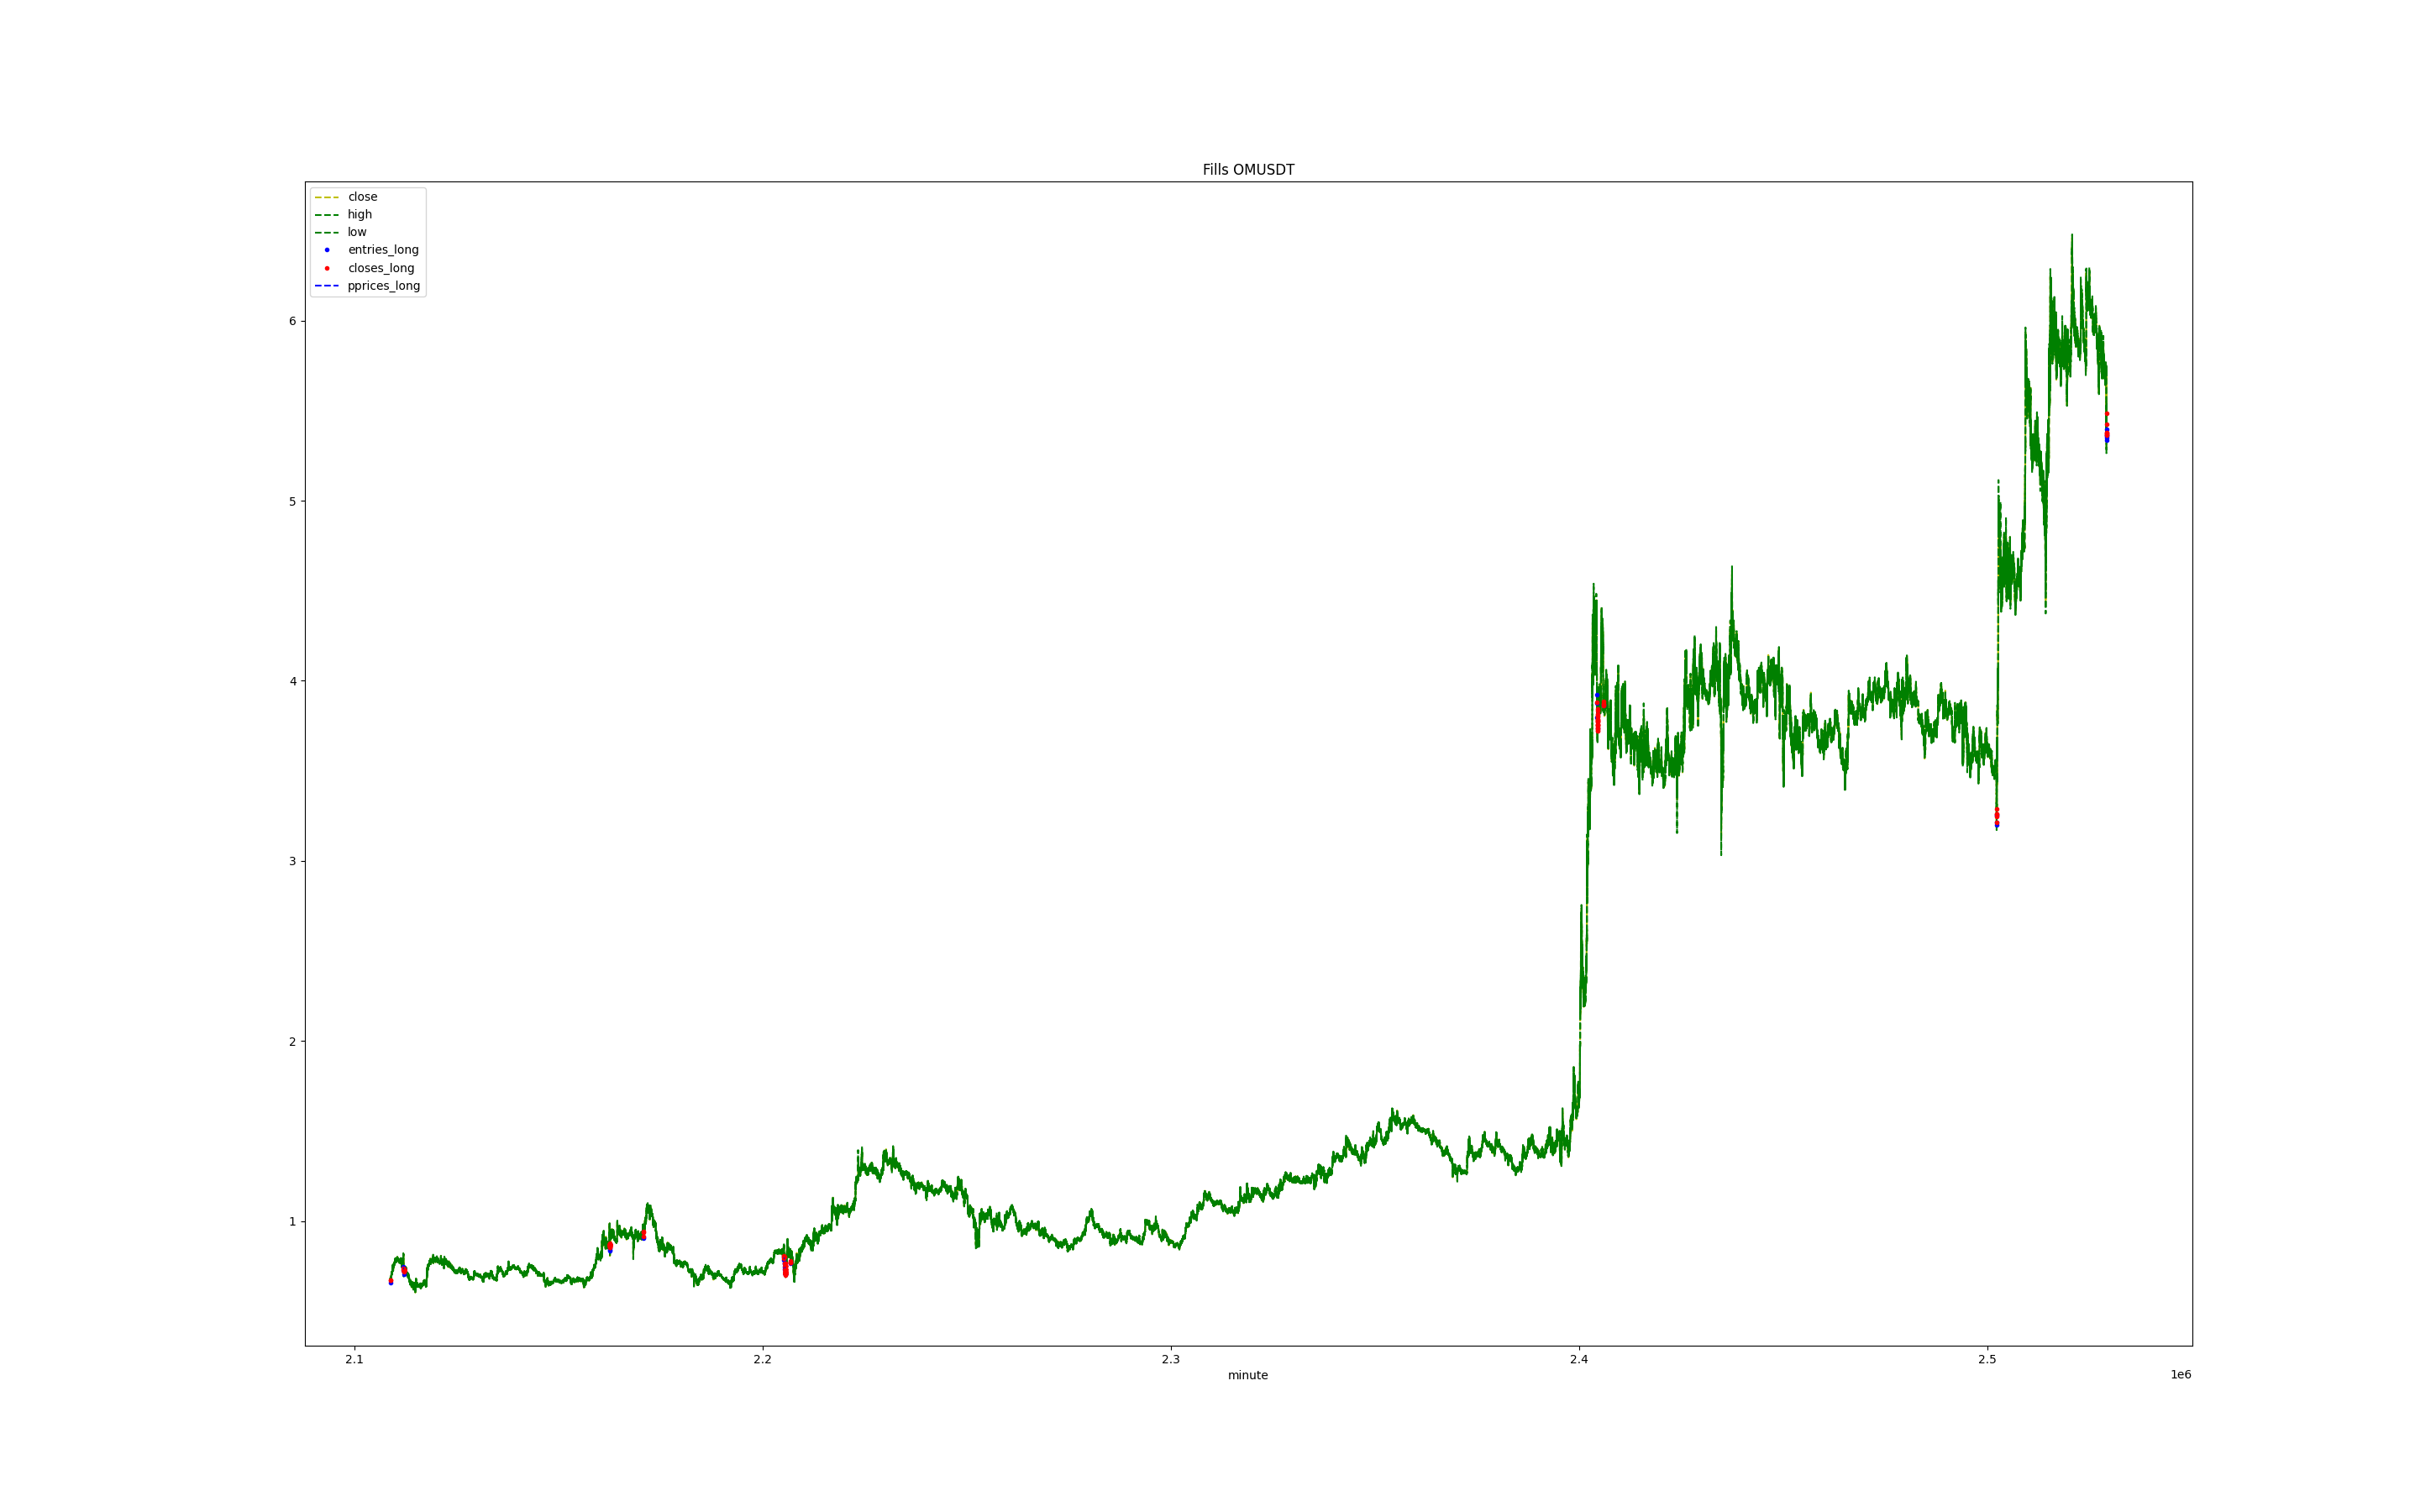 Fills OMUSDT
close
high
low
entries_long
closes_long
pprices_long
6
5
4
3
2
1
2.1 2.2 2.3 2.4 2.5
minute 1e6